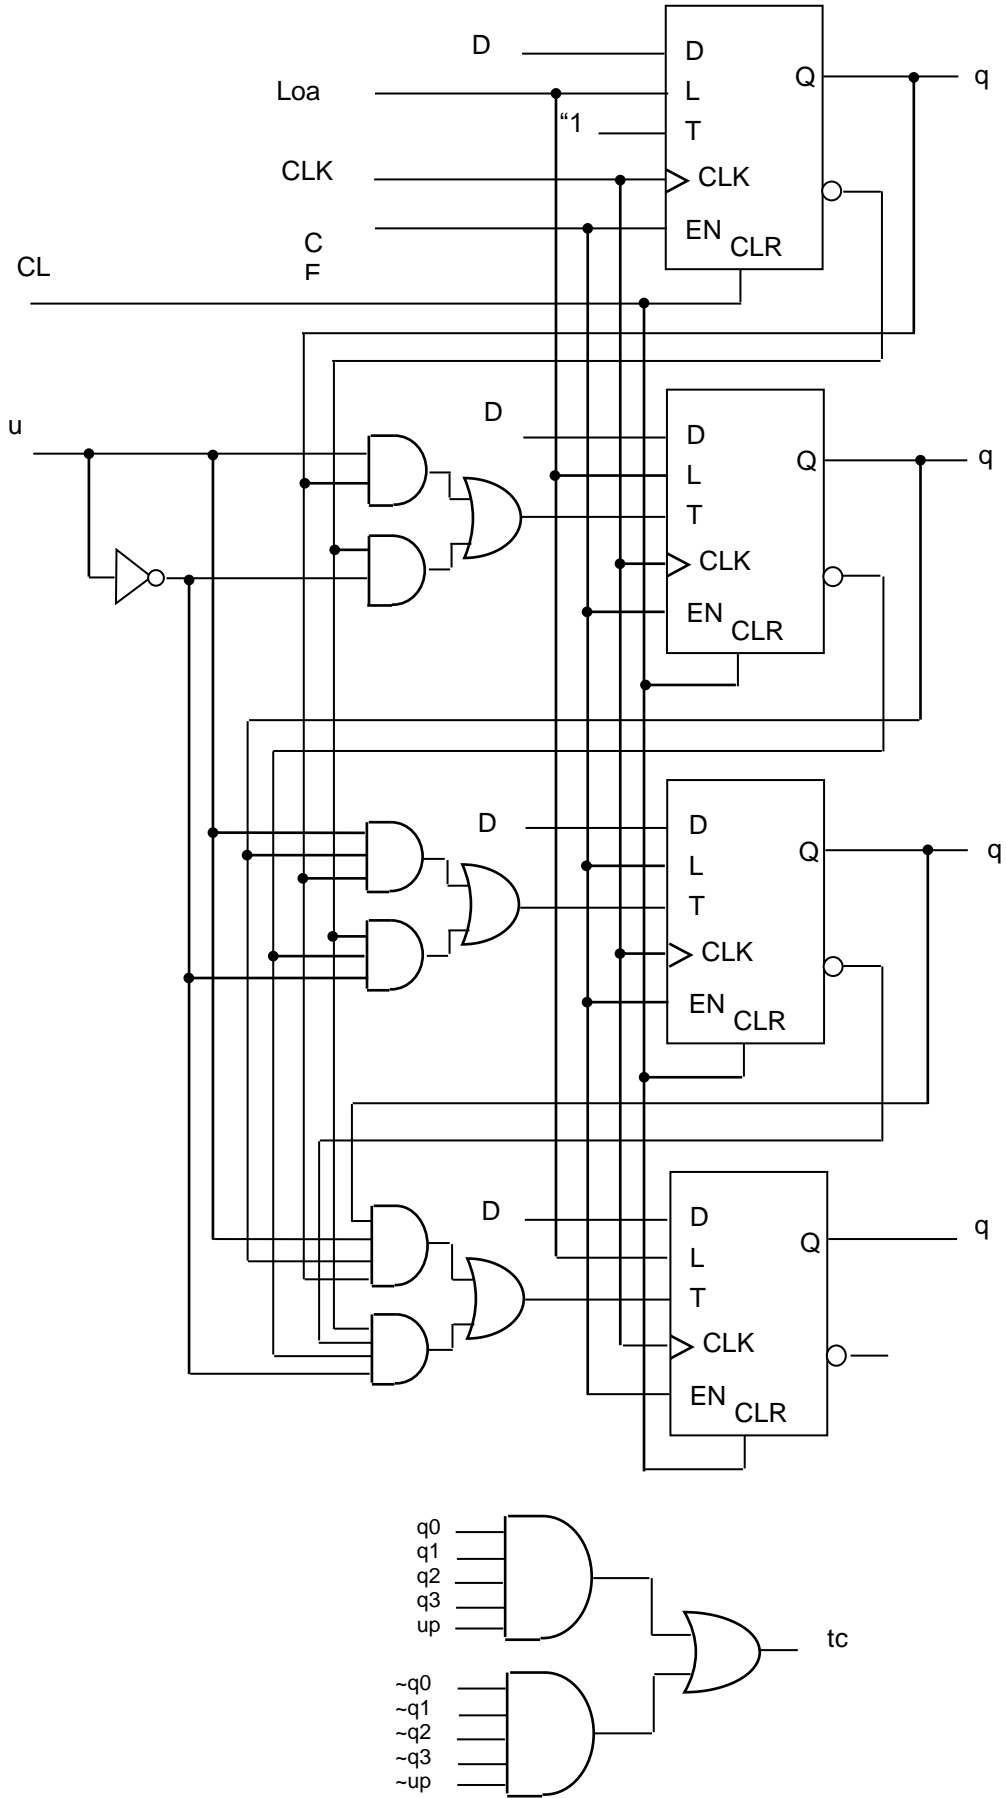 D
D
Q
q
Loa
L
“1
T
CLK
CLK
C
EN
CLR
CL
D
u
D
Q
q
L
T
CLK
EN
CLR
D
D
Q
q
L
T
CLK
EN
CLR
D
D
q
Q
L
T
CLK
EN
CLR
q0
q1
q2
q3
up
tc
~q0
~q1
~q2
~q3
~up